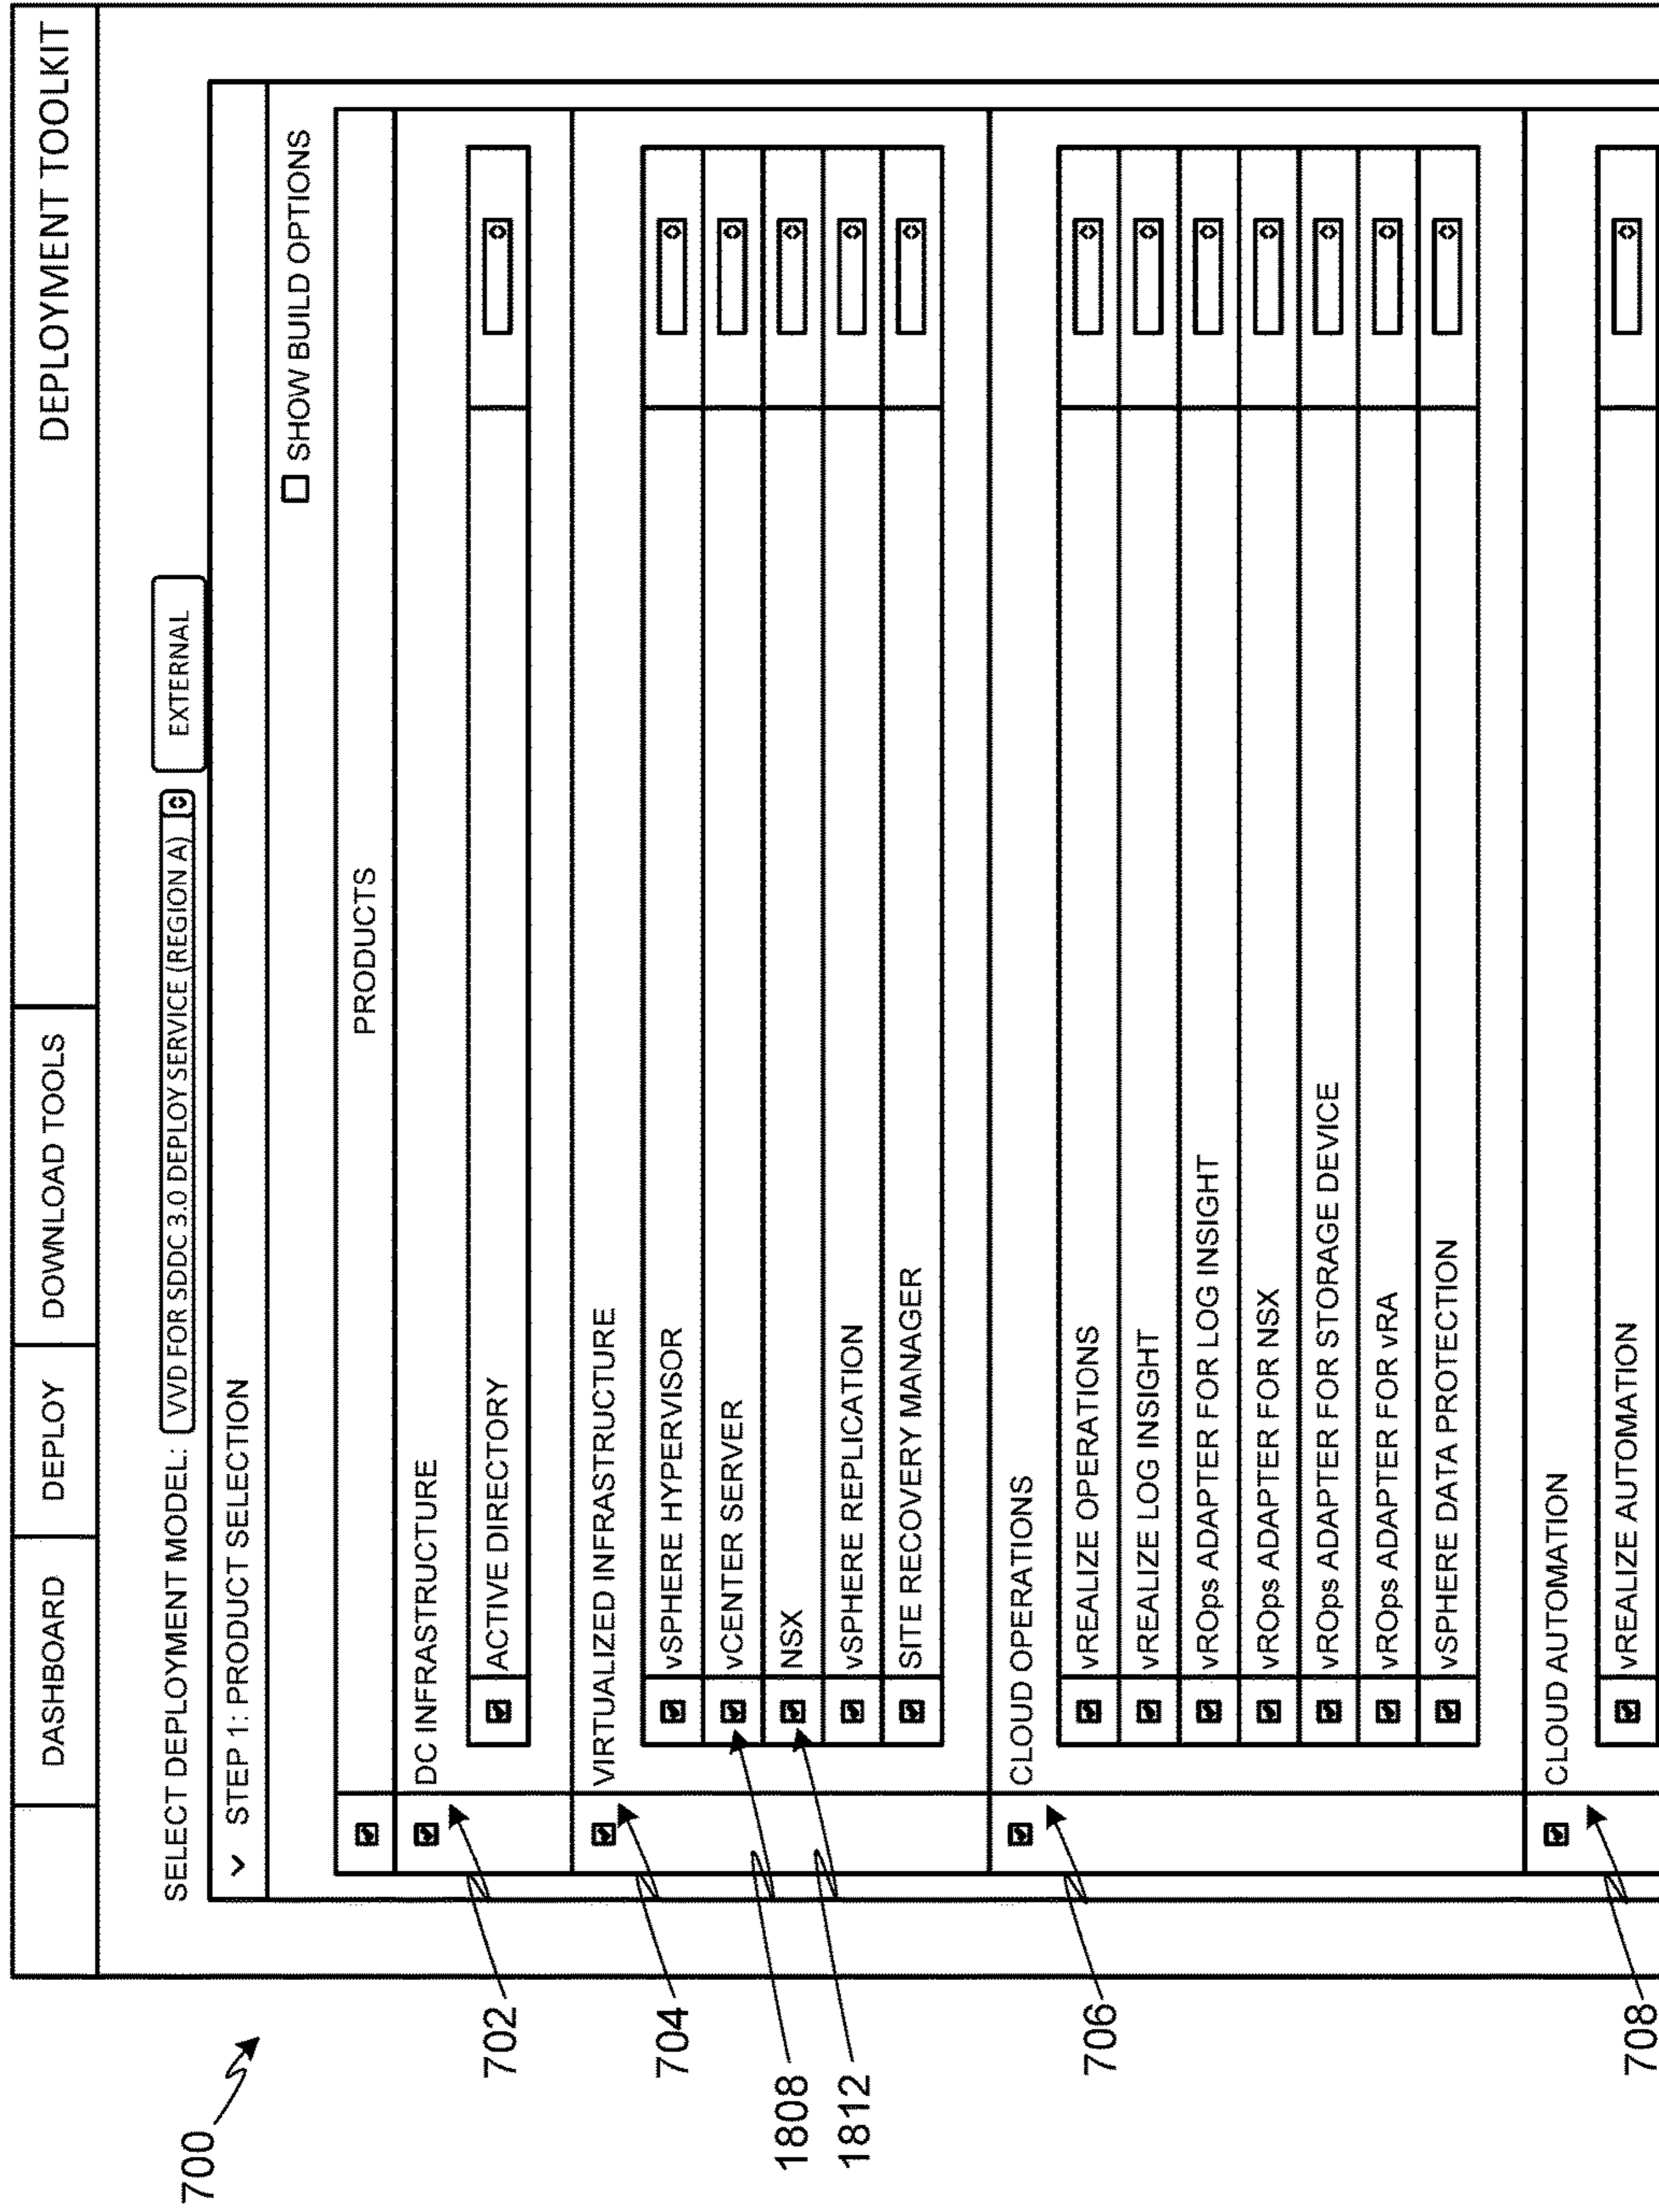 700
DASHBOARD DEPLOY DOWNLOAD TOOLS DEPLOYMENT TOOLKIT
SELECT DEPLOYMENT MODEL: VVD FOR SDDC 3.0 DEPLOY SERVICE (REGION A) EXTERNAL
STEP 1: PRODUCT SELECTION
SHOW BUILD OPTIONS
PRODUCTS
702 DC INFRASTRUCTURE
ACTIVE DIRECTORY
704 VIRTUALIZED INFRASTRUCTURE
vSPHERE HYPERVISOR
1808 vCENTER SERVER
1812 NSX
vSPHERE REPLICATION
SITE RECOVERY MANAGER
706 CLOUD OPERATIONS
vREALIZE OPERATIONS
vREALIZE LOG INSIGHT
vROps ADAPTER FOR LOG INSIGHT
vROps ADAPTER FOR NSX
vROps ADAPTER FOR STORAGE DEVICE
vROps ADAPTER FOR vRA
vSPHERE DATA PROTECTION
708 CLOUD AUTOMATION
vREALIZE AUTOMATION